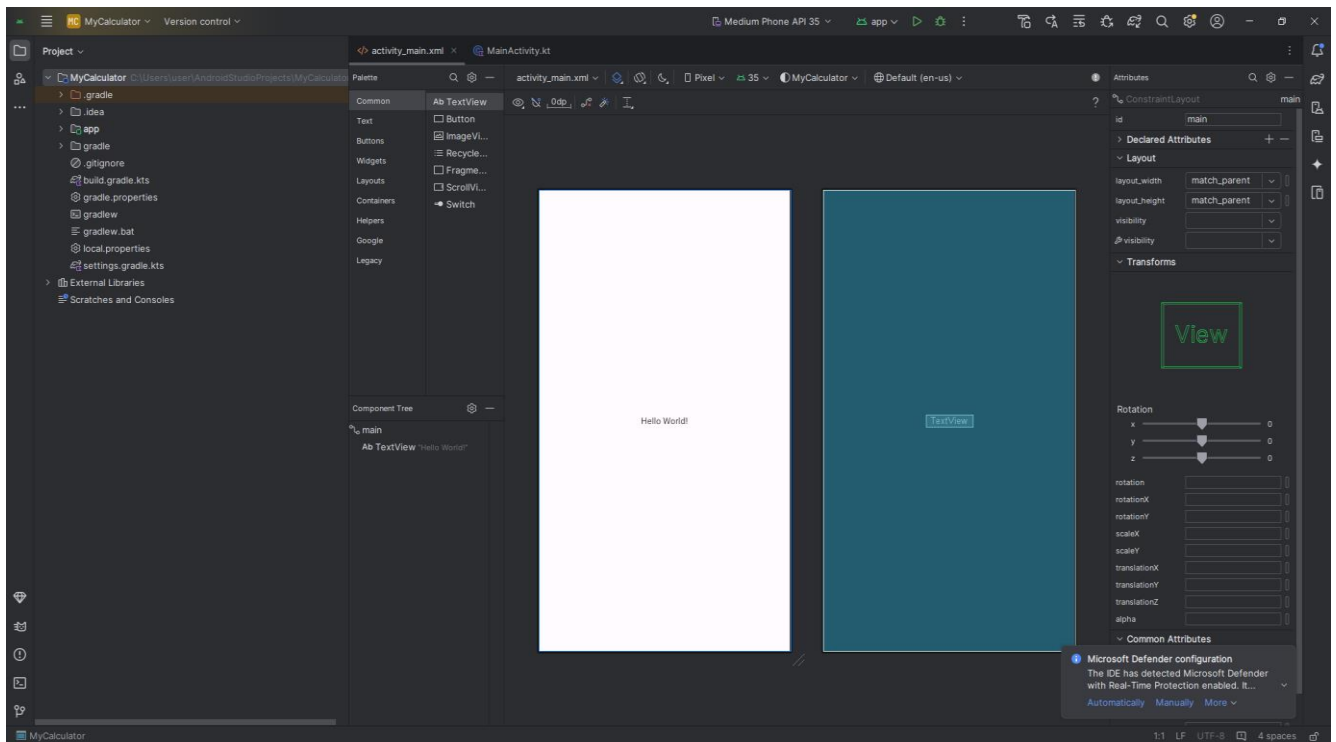 MC MyCalculator Version control Medium Phone API 35 app
Project
MyCalculator C:\Users\user\AndroidStudioProjects\MyCalculator
.gradle
.idea
app
gradle
.gitignore
build.gradle.kts
gradle.properties
gradlew
gradlew.bat
local.properties
settings.gradle.kts
External Libraries
Scratches and Consoles
activity_main.xml MainActivity.kt
Palette
Common
Text
Buttons
Widgets
Layouts
Containers
Helpers
Google
Legacy
Ab TextView
Button
ImageVi...
Recycle...
Fragme...
ScrollVi...
Switch
Component Tree
main
Ab TextView "Hello World!"
activity_main.xml Pixel 35 MyCalculator Default (en-us)
0dp
Hello World!
TextView
Attributes
ConstraintLayout main
id main
Declared Attributes
Layout
layout_width match_parent
layout_height match_parent
visibility
visibility
Transforms
View
Rotation
x 0
y 0
z 0
rotation
rotationX
rotationY
scaleX
scaleY
translationX
translationY
translationZ
alpha
Common Attributes
Microsoft Defender configuration
The IDE has detected Microsoft Defender
with Real-Time Protection enabled. It...
Automatically Manually More
MyCalculator 1:1 LF UTF-8 4 spaces